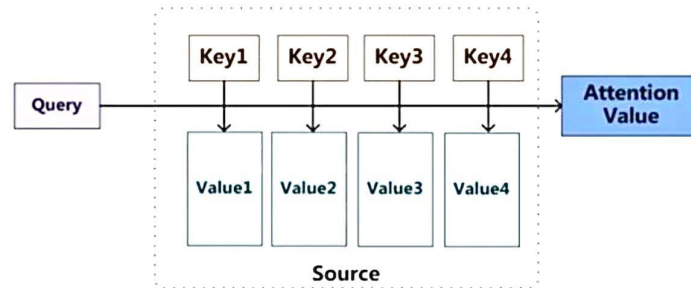 Key1 Key2 Key3 Key4
Query
Attention
Value
Value1 Value2 Value3 Value4
Source